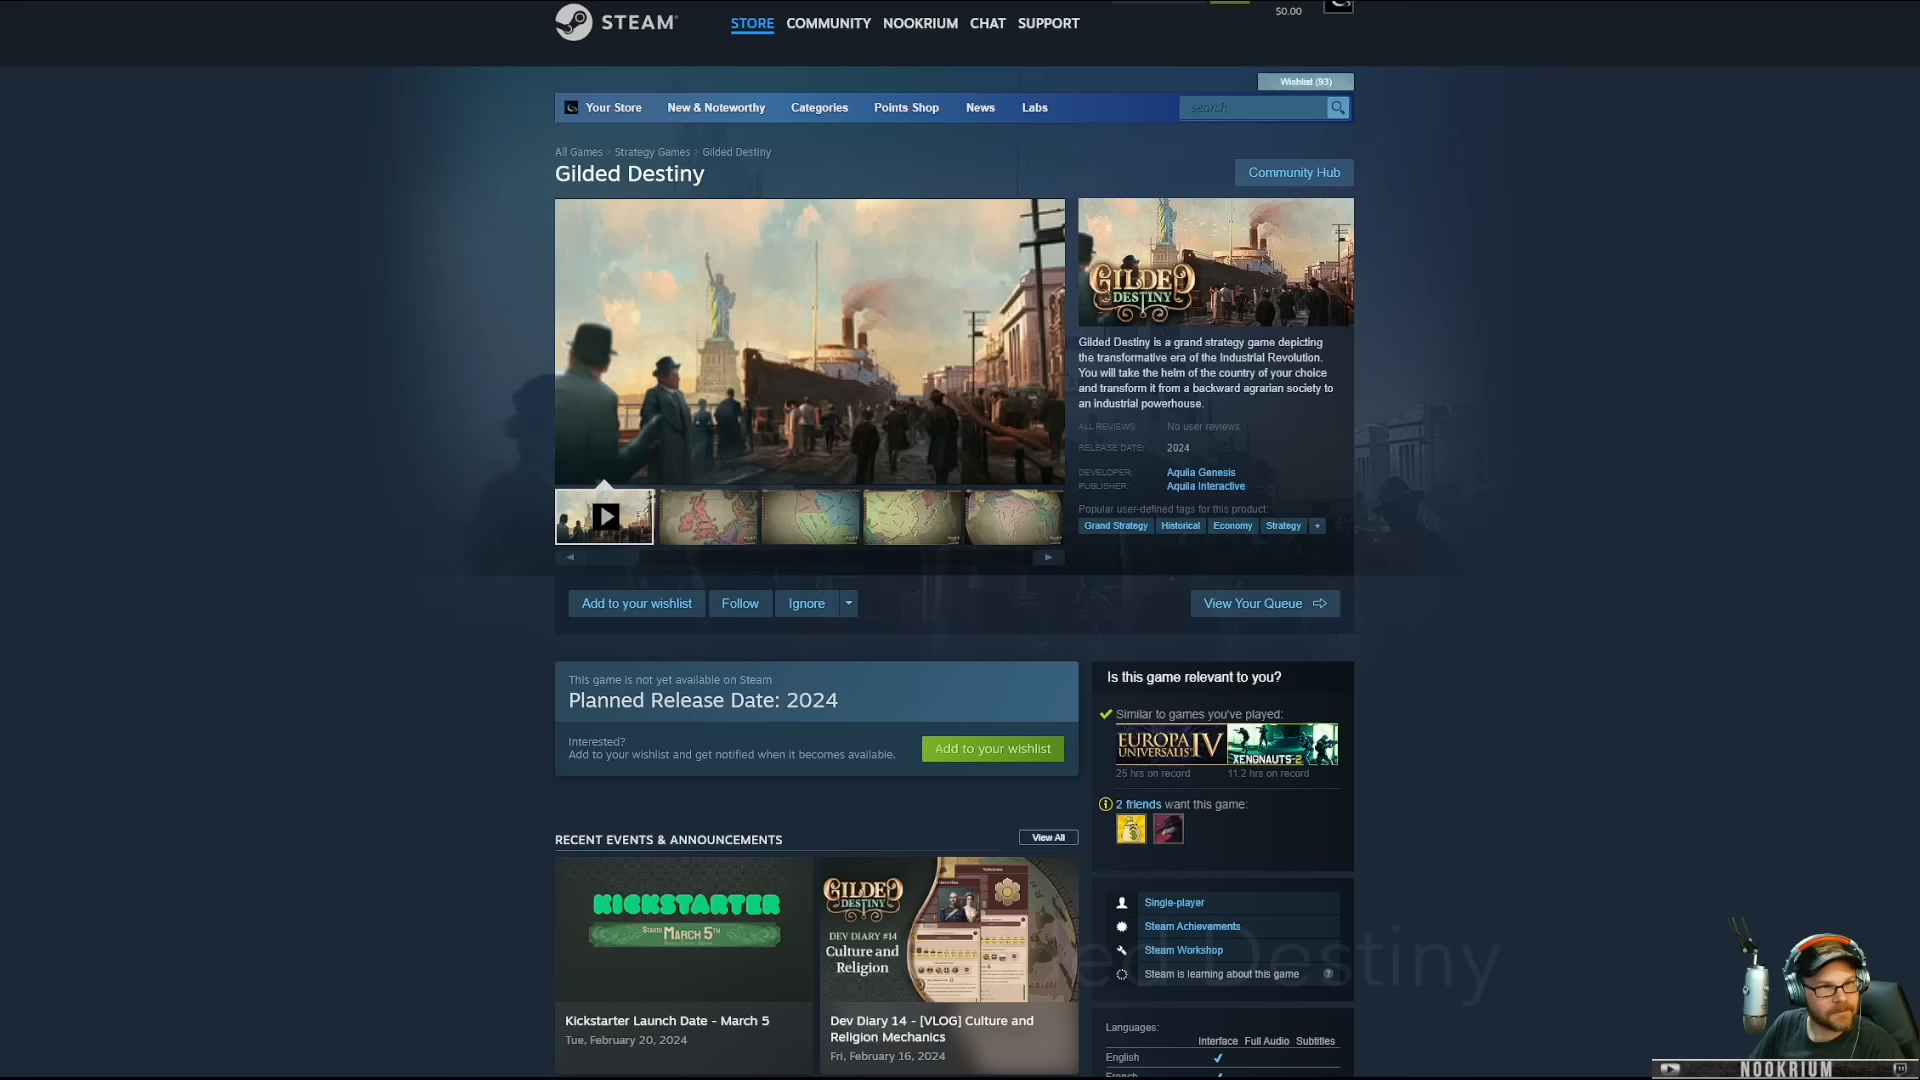 STEAM
STORE COMMUNITY NOOKRIUM CHAT SUPPORT
$0.00
Wishlist (93)
Your Store New & Noteworthy Categories Points Shop News Labs
search
All Games > Strategy Games > Gilded Destiny
Gilded Destiny
Community Hub
GILDED
DESTINY
Gilded Destiny is a grand strategy game depicting
the transformative era of the Industrial Revolution.
You will take the helm of the country of your choice
and transform it from a backward agrarian society to
an industrial powerhouse.
ALL REVIEWS: No user reviews
RELEASE DATE: 2024
DEVELOPER: Aquila Genesis
PUBLISHER: Aquila Interactive
Popular user-defined tags for this product:
Grand Strategy Historical Economy Strategy +
Add to your wishlist Follow Ignore
View Your Queue
This game is not yet available on Steam
Planned Release Date: 2024
Interested?
Add to your wishlist and get notified when it becomes available.
Add to your wishlist
Is this game relevant to you?
Similar to games you've played:
EUROPA UNIVERSALIS IV
XENONAUTS-2
25 hrs on record 11.2 hrs on record
2 friends want this game:
RECENT EVENTS & ANNOUNCEMENTS
View All
KICKSTARTER
STARTS MARCH 5TH
Kickstarter Launch Date - March 5
Tue, February 20, 2024
GILDED
DESTINY
DEV DIARY #14
Culture and
Religion
Dev Diary 14 - [VLOG] Culture and
Religion Mechanics
Fri, February 16, 2024
Single-player
Steam Achievements
Steam Workshop
Steam is learning about this game ?
ed Destiny
Languages:
Interface Full Audio Subtitles
English
French
NOOKRIUM